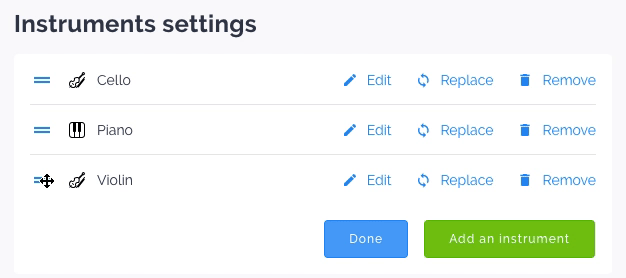 Instruments settings
Cello Edit Replace Remove
Piano Edit Replace Remove
Violin Edit Replace Remove
Done Add an instrument